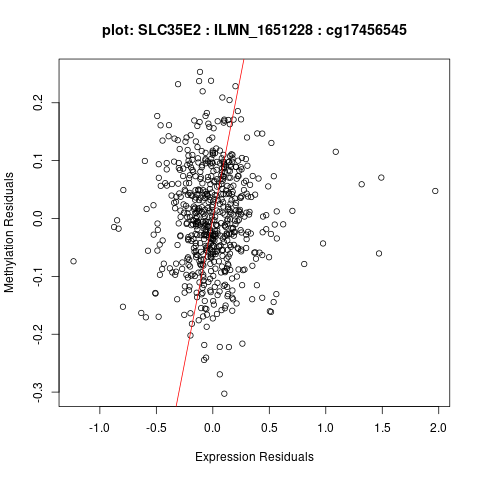 plot: SLC35E2 : ILMN_1651228 : cg17456545
Methylation Residuals
0.2
0.1
0.0
-0.1
-0.2
-0.3
-1.0 -0.5 0.0 0.5 1.0 1.5 2.0
Expression Residuals